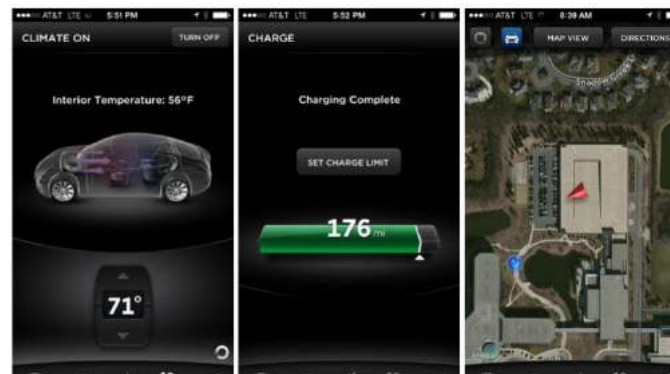 AT&T LTE 5:51 PM
CLIMATE ON TURN OFF
Interior Temperature: 56°F
71°
AT&T LTE 5:52 PM
CHARGE
Charging Complete
SET CHARGE LIMIT
176 mi
AT&T LTE 8:39 AM
MAP VIEW DIRECTIONS